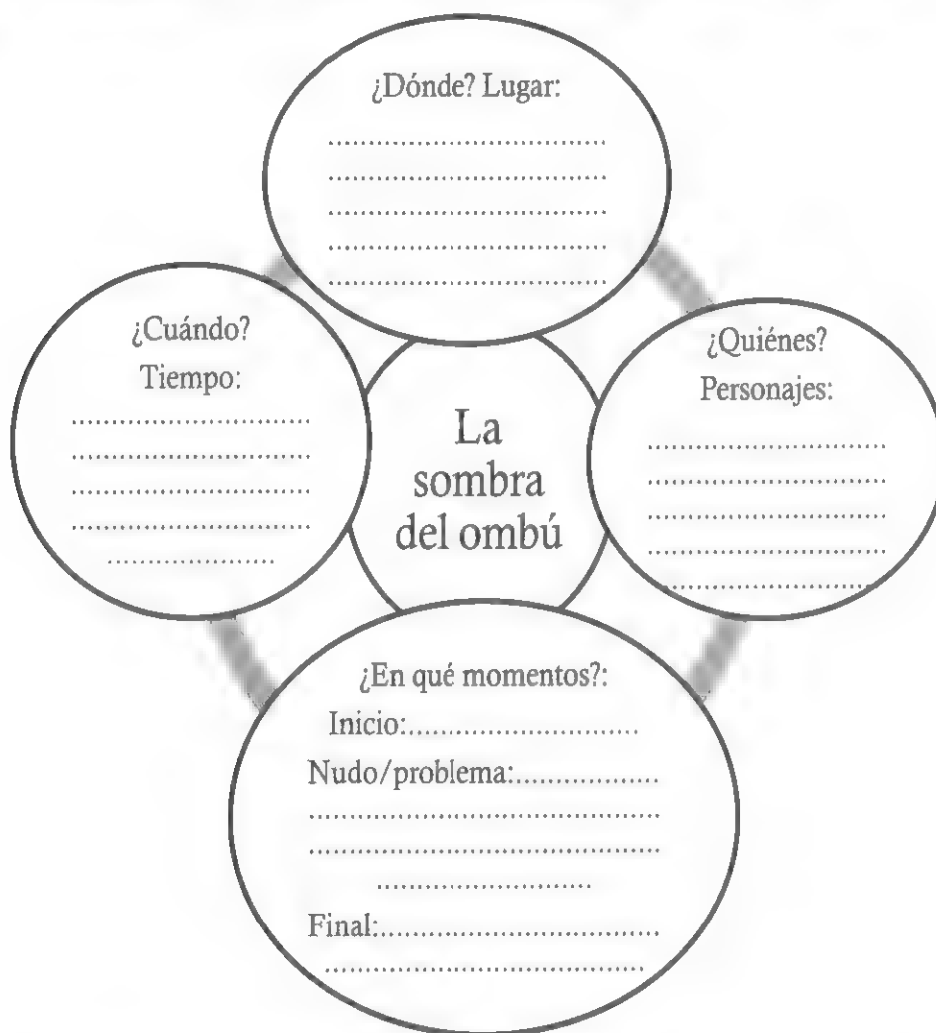 ¿Dónde? Lugar:
..............................................
..............................................
..............................................
..............................................
..............................................
¿Cuándo?
Tiempo:
........................................
........................................
........................................
........................................
............................
¿Quiénes?
Personajes:
........................................
........................................
........................................
........................................
........................................
La
sombra
del ombú
¿En qué momentos?:
Inicio:......................................
Nudo/problema:........................
..........................................................
..........................................................
....................................
Final:..............................................
.....................................................